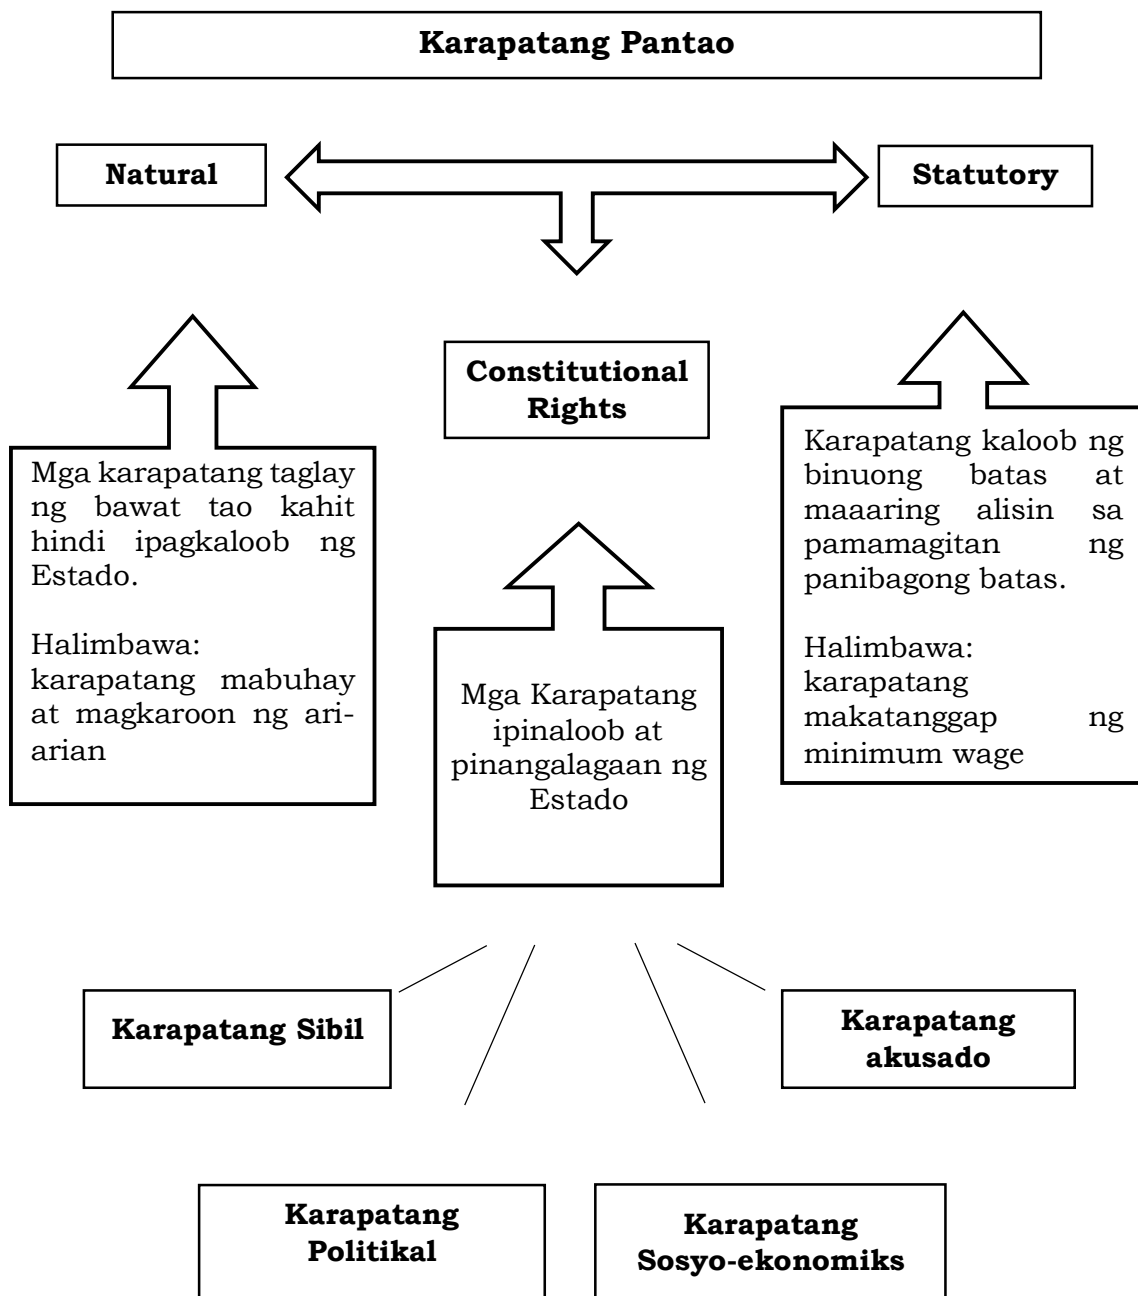 Karapatang Pantao
Natural
Statutory
Constitutional
Rights
Mga karapatang taglay
ng bawat tao kahit
hindi ipagkaloob ng
Estado.
Halimbawa:
karapatang mabuhay
at magkaroon ng ari-
arian
Mga Karapatang
ipinaloob at
pinangalagaan ng
Estado
Karapatang kaloob ng
binuong batas at
maaaring alisin sa
pamamagitan ng
panibagong batas.
Halimbawa:
karapatang
makatanggap ng
minimum wage
Karapatang Sibil
Karapatang
akusado
Karapatang
Politikal
Karapatang
Sosyo-ekonomiks